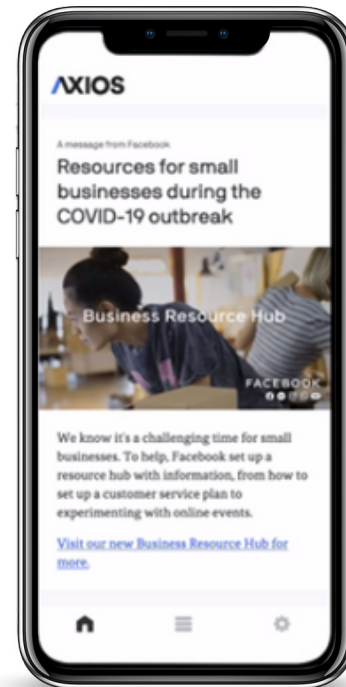 AXIOS
A message from Facebook
Resources for small
businesses during the
COVID-19 outbreak
Business Resource Hub
FACEBOOK
We know it's a challenging time for small
businesses. To help, Facebook set up a
resource hub with information, from how to
set up a customer service plan to
experimenting with online events.
Visit our new Business Resource Hub for
more.